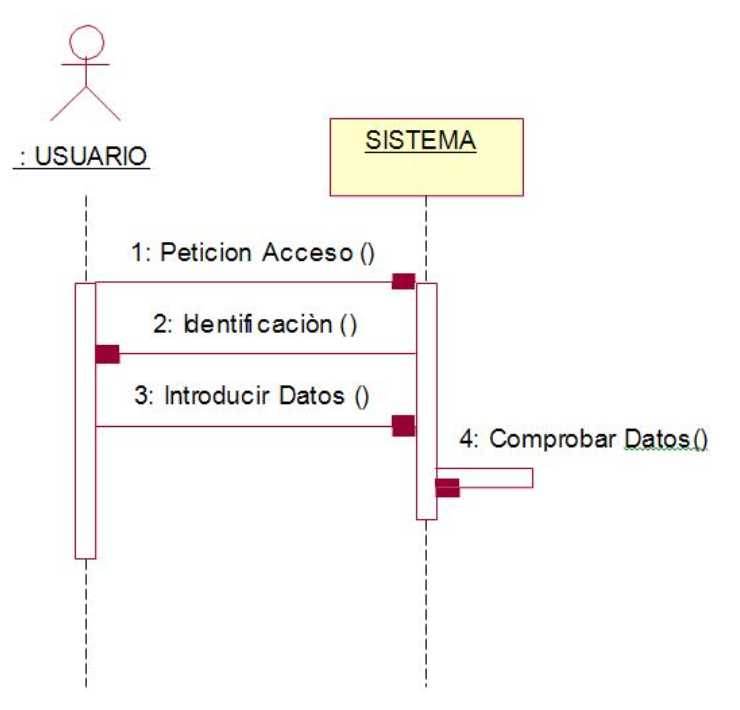 : USUARIO
SISTEMA
1: Peticion Acceso ()
2: Identificaciòn ()
3: Introducir Datos ()
4: Comprobar Datos()